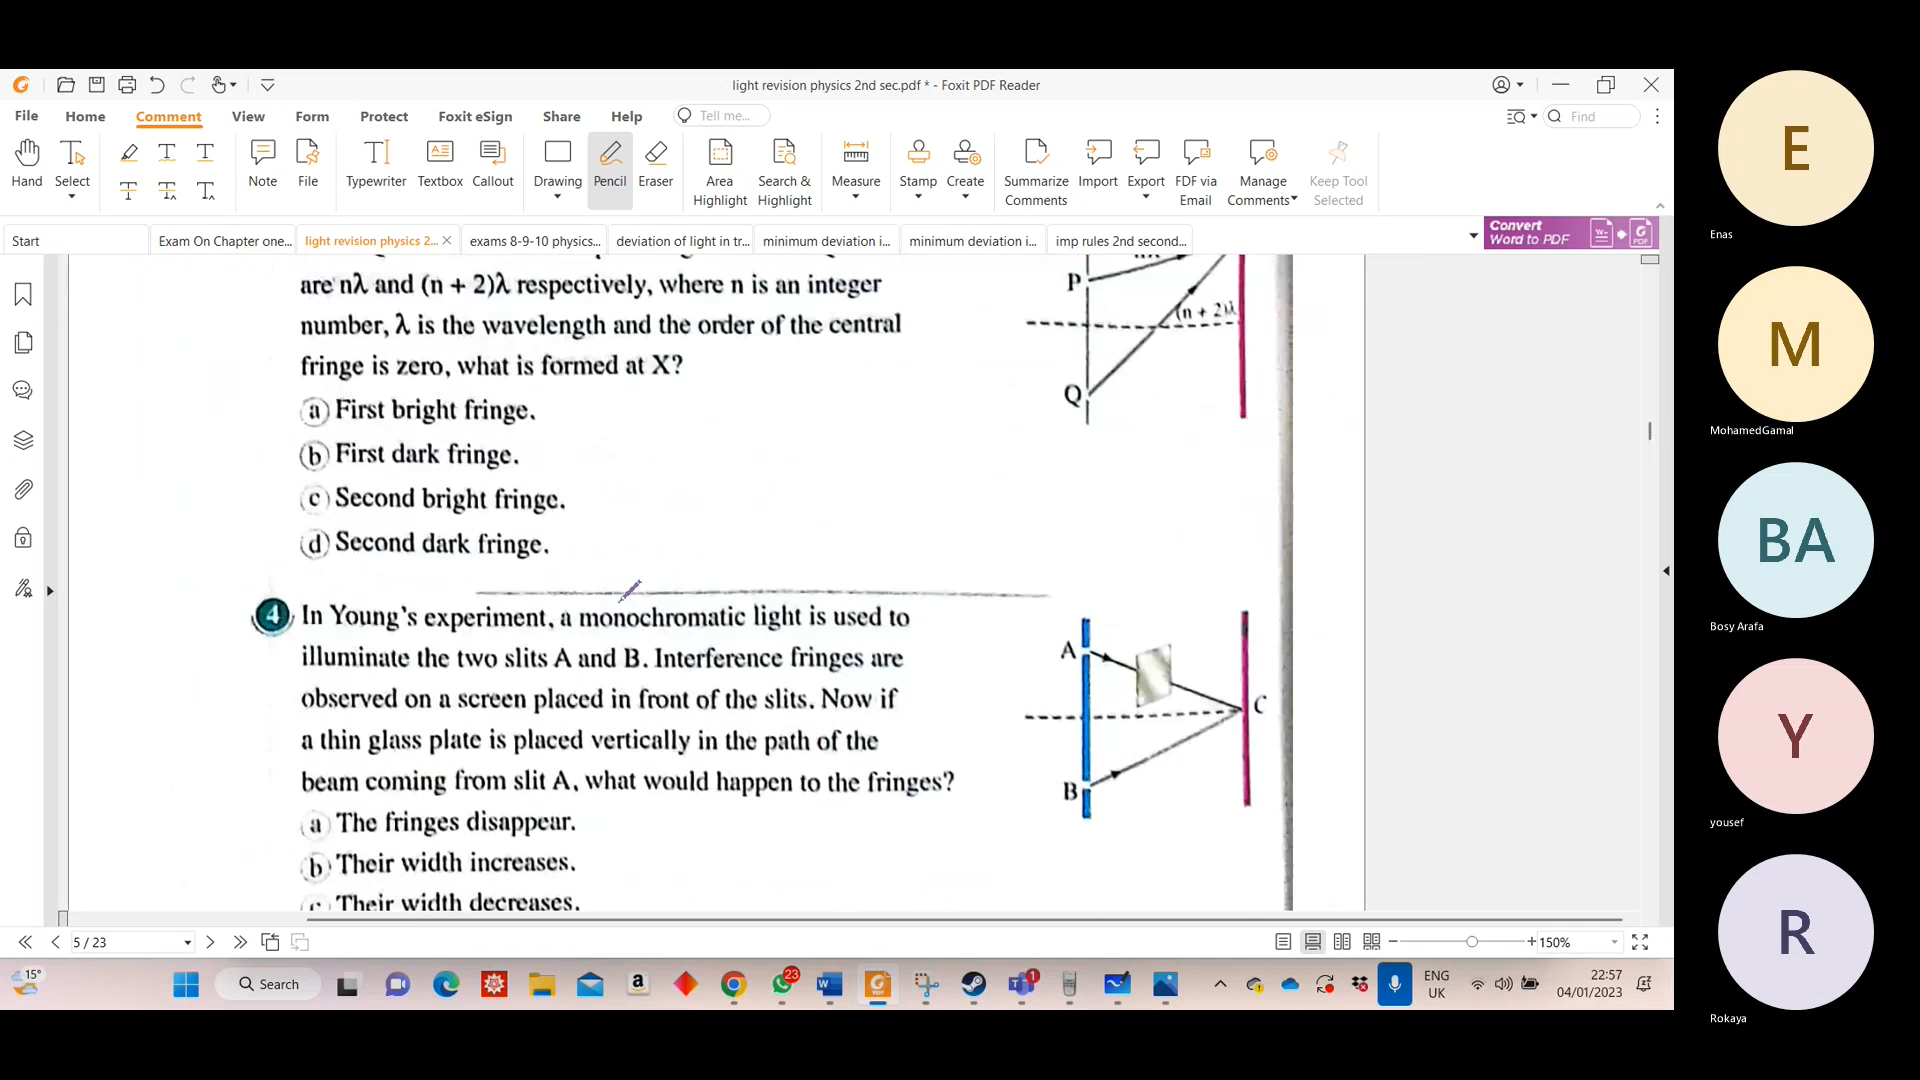 light revision physics 2nd sec.pdf * - Foxit PDF Reader
File Home Comment View Form Protect Foxit eSign Share Help Tell me... Find
Hand Select Note File Typewriter Textbox Callout Drawing Pencil Eraser Area Highlight Search & Highlight Measure Stamp Create Summarize Comments Import Export FDF via Email Manage Comments Keep Tool Selected
Start Exam On Chapter one... light revision physics 2... exams 8-9-10 physics... deviation of light in tr... minimum deviation i... minimum deviation i... imp rules 2nd second...
Convert
Word to PDF
are nλ and (n + 2)λ respectively, where n is an integer
number, λ is the wavelength and the order of the central
fringe is zero, what is formed at X?
a First bright fringe.
b First dark fringe.
c Second bright fringe.
d Second dark fringe.
P
(n + 2)λ
Q
4 In Young's experiment, a monochromatic light is used to
illuminate the two slits A and B. Interference fringes are
observed on a screen placed in front of the slits. Now if
a thin glass plate is placed vertically in the path of the
beam coming from slit A, what would happen to the fringes?
a The fringes disappear.
b Their width increases.
c Their width decreases.
A
C
B
5 / 23
150%
15°
Search
23
1
ENG
UK
22:57
04/01/2023
E
Enas
M
MohamedGamal
BA
Bosy Arafa
Y
yousef
R
Rokaya